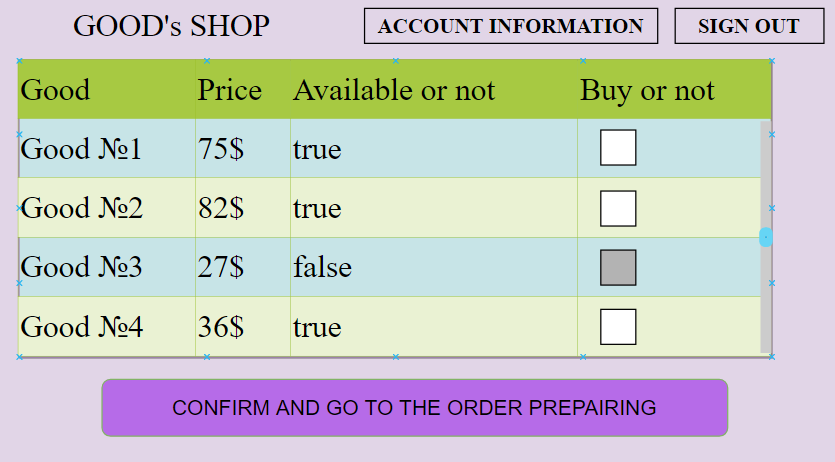 GOOD's SHOP ACCOUNT INFORMATION SIGN OUT
Good Price Available or not Buy or not
Good №1 75$ true
Good №2 82$ true
Good №3 27$ false
Good №4 36$ true
CONFIRM AND GO TO THE ORDER PREPAIRING